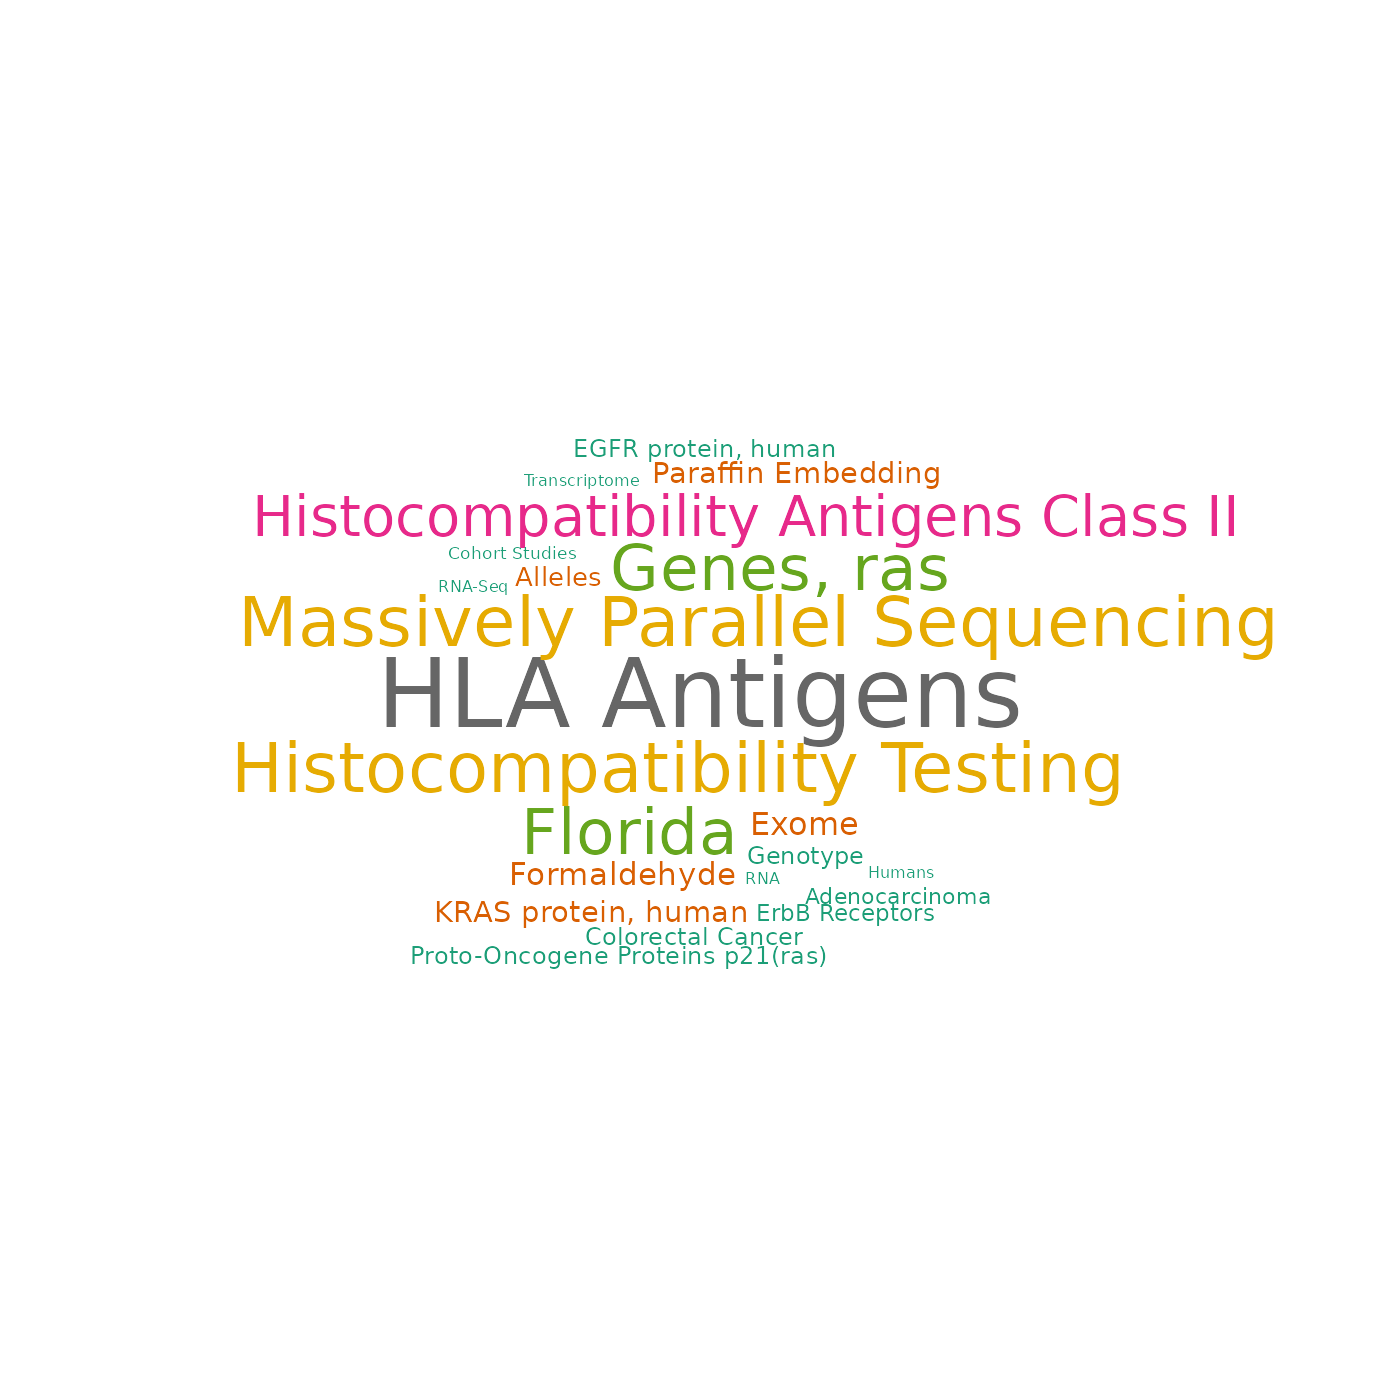 EGFR protein, human
Transcriptome Paraffin Embedding
Histocompatibility Antigens Class II
Cohort Studies
Genes, ras
RNA-Seq Alleles
Massively Parallel Sequencing
HLA Antigens
Histocompatibility Testing
Florida Exome
Genotype
Formaldehyde RNA Humans
Adenocarcinoma
KRAS protein, human ErbB Receptors
Colorectal Cancer
Proto-Oncogene Proteins p21(ras)